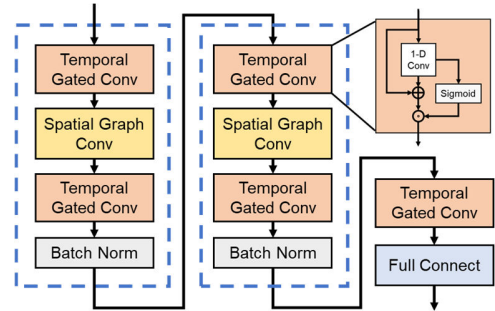 Temporal
Gated Conv
Spatial Graph
Conv
Temporal
Gated Conv
Batch Norm
Temporal
Gated Conv
Spatial Graph
Conv
Temporal
Gated Conv
Batch Norm
1-D
Conv
Sigmoid
Temporal
Gated Conv
Full Connect